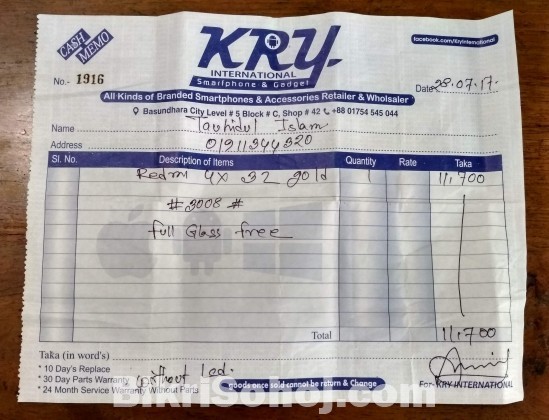 CASH MEMO
KRY.
facebook.com/KryInternational
INTERNATIONAL
Smartphone & Gadget
No.- 1916
Date 28.07.17.
All Kinds of Branded Smartphones & Accessories Retailer & Wholsaler
Basundhara City Level # 5 Block # C, Shop # 42 +88 01754 545 044
Name Tauhidul Islam
Address 01911344320
Sl. No. Description of Items Quantity Rate Taka
Redmi 4X 32 gold 1 11,700
# 3008 #
full Glass free
Total 11,700
Taka (in word's)
* 10 Day's Replace
* 30 Day Parts Warranty without Lcd.
* 24 Month Service Warranty Without Parts
goods once sold cannot be return & Change
For- KRY INTERNATIONAL
BikriSohoj.com